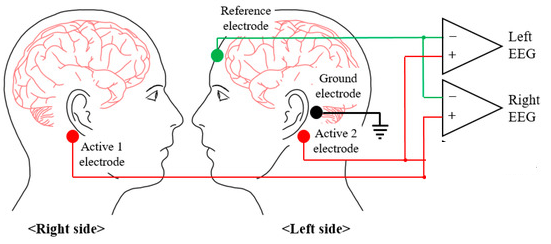 Reference
electrode
Left
EEG
−
+
Ground
electrode
Right
EEG
−
+
Active 1
electrode
Active 2
electrode
<Right side>
<Left side>